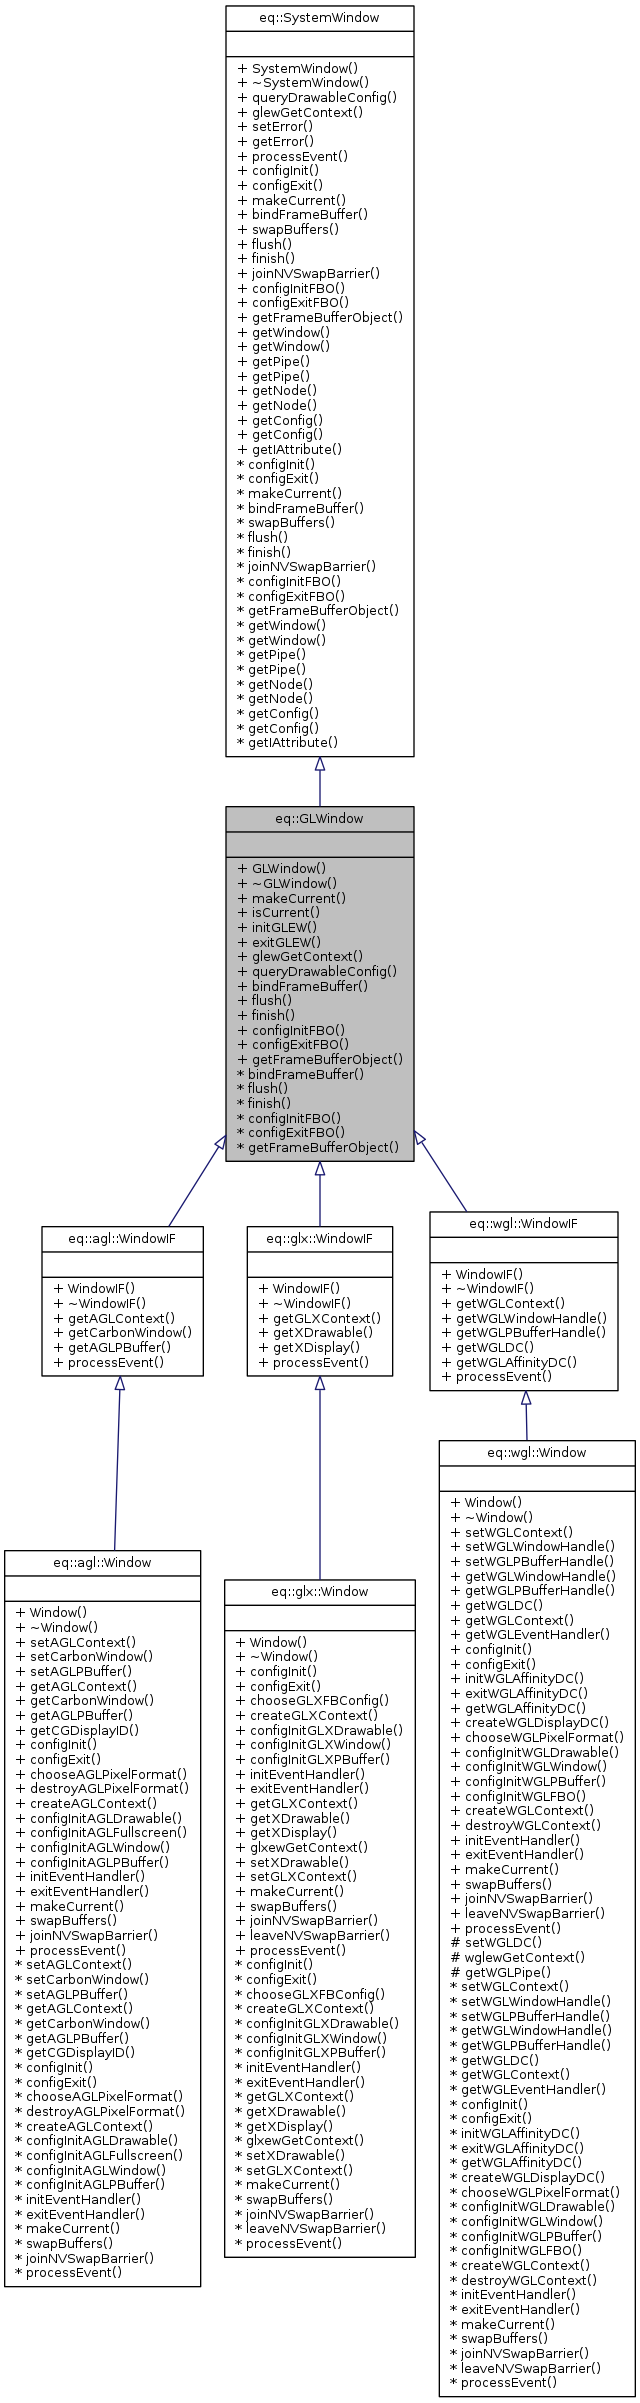 eq::SystemWindow
+ SystemWindow()
+ ~SystemWindow()
+ queryDrawableConfig()
+ glewGetContext()
+ setError()
+ getError()
+ processEvent()
+ configInit()
+ configExit()
+ makeCurrent()
+ bindFrameBuffer()
+ swapBuffers()
+ flush()
+ finish()
+ joinNVSwapBarrier()
+ configInitFBO()
+ configExitFBO()
+ getFrameBufferObject()
+ getWindow()
+ getWindow()
+ getPipe()
+ getPipe()
+ getNode()
+ getNode()
+ getConfig()
+ getConfig()
+ getIAttribute()
* configInit()
* configExit()
* makeCurrent()
* bindFrameBuffer()
* swapBuffers()
* flush()
* finish()
* joinNVSwapBarrier()
* configInitFBO()
* configExitFBO()
* getFrameBufferObject()
* getWindow()
* getWindow()
* getPipe()
* getPipe()
* getNode()
* getNode()
* getConfig()
* getConfig()
* getIAttribute()
eq::GLWindow
+ GLWindow()
+ ~GLWindow()
+ makeCurrent()
+ isCurrent()
+ initGLEW()
+ exitGLEW()
+ glewGetContext()
+ queryDrawableConfig()
+ bindFrameBuffer()
+ flush()
+ finish()
+ configInitFBO()
+ configExitFBO()
+ getFrameBufferObject()
* bindFrameBuffer()
* flush()
* finish()
* configInitFBO()
* configExitFBO()
* getFrameBufferObject()
eq::agl::WindowIF
+ WindowIF()
+ ~WindowIF()
+ getAGLContext()
+ getCarbonWindow()
+ getAGLPBuffer()
+ processEvent()
eq::glx::WindowIF
+ WindowIF()
+ ~WindowIF()
+ getGLXContext()
+ getXDrawable()
+ getXDisplay()
+ processEvent()
eq::wgl::WindowIF
+ WindowIF()
+ ~WindowIF()
+ getWGLContext()
+ getWGLWindowHandle()
+ getWGLPBufferHandle()
+ getWGLDC()
+ getWGLAffinityDC()
+ processEvent()
eq::agl::Window
+ Window()
+ ~Window()
+ setAGLContext()
+ setCarbonWindow()
+ setAGLPBuffer()
+ getAGLContext()
+ getCarbonWindow()
+ getAGLPBuffer()
+ getCGDisplayID()
+ configInit()
+ configExit()
+ chooseAGLPixelFormat()
+ destroyAGLPixelFormat()
+ createAGLContext()
+ configInitAGLDrawable()
+ configInitAGLFullscreen()
+ configInitAGLWindow()
+ configInitAGLPBuffer()
+ initEventHandler()
+ exitEventHandler()
+ makeCurrent()
+ swapBuffers()
+ joinNVSwapBarrier()
+ processEvent()
* setAGLContext()
* setCarbonWindow()
* setAGLPBuffer()
* getAGLContext()
* getCarbonWindow()
* getAGLPBuffer()
* getCGDisplayID()
* configInit()
* configExit()
* chooseAGLPixelFormat()
* destroyAGLPixelFormat()
* createAGLContext()
* configInitAGLDrawable()
* configInitAGLFullscreen()
* configInitAGLWindow()
* configInitAGLPBuffer()
* initEventHandler()
* exitEventHandler()
* makeCurrent()
* swapBuffers()
* joinNVSwapBarrier()
* processEvent()
eq::glx::Window
+ Window()
+ ~Window()
+ configInit()
+ configExit()
+ chooseGLXFBConfig()
+ createGLXContext()
+ configInitGLXDrawable()
+ configInitGLXWindow()
+ configInitGLXPBuffer()
+ initEventHandler()
+ exitEventHandler()
+ getGLXContext()
+ getXDrawable()
+ getXDisplay()
+ glxewGetContext()
+ setXDrawable()
+ setGLXContext()
+ makeCurrent()
+ swapBuffers()
+ joinNVSwapBarrier()
+ leaveNVSwapBarrier()
+ processEvent()
* configInit()
* configExit()
* chooseGLXFBConfig()
* createGLXContext()
* configInitGLXDrawable()
* configInitGLXWindow()
* configInitGLXPBuffer()
* initEventHandler()
* exitEventHandler()
* getGLXContext()
* getXDrawable()
* getXDisplay()
* glxewGetContext()
* setXDrawable()
* setGLXContext()
* makeCurrent()
* swapBuffers()
* joinNVSwapBarrier()
* leaveNVSwapBarrier()
* processEvent()
eq::wgl::Window
+ Window()
+ ~Window()
+ setWGLContext()
+ setWGLWindowHandle()
+ setWGLPBufferHandle()
+ getWGLWindowHandle()
+ getWGLPBufferHandle()
+ getWGLDC()
+ getWGLContext()
+ getWGLEventHandler()
+ configInit()
+ configExit()
+ initWGLAffinityDC()
+ exitWGLAffinityDC()
+ getWGLAffinityDC()
+ createWGLDisplayDC()
+ chooseWGLPixelFormat()
+ configInitWGLDrawable()
+ configInitWGLWindow()
+ configInitWGLPBuffer()
+ configInitWGLFBO()
+ createWGLContext()
+ destroyWGLContext()
+ initEventHandler()
+ exitEventHandler()
+ makeCurrent()
+ swapBuffers()
+ joinNVSwapBarrier()
+ leaveNVSwapBarrier()
+ processEvent()
# setWGLDC()
# wglewGetContext()
# getWGLPipe()
* setWGLContext()
* setWGLWindowHandle()
* setWGLPBufferHandle()
* getWGLWindowHandle()
* getWGLPBufferHandle()
* getWGLDC()
* getWGLContext()
* getWGLEventHandler()
* configInit()
* configExit()
* initWGLAffinityDC()
* exitWGLAffinityDC()
* getWGLAffinityDC()
* createWGLDisplayDC()
* chooseWGLPixelFormat()
* configInitWGLDrawable()
* configInitWGLWindow()
* configInitWGLPBuffer()
* configInitWGLFBO()
* createWGLContext()
* destroyWGLContext()
* initEventHandler()
* exitEventHandler()
* makeCurrent()
* swapBuffers()
* joinNVSwapBarrier()
* leaveNVSwapBarrier()
* processEvent()